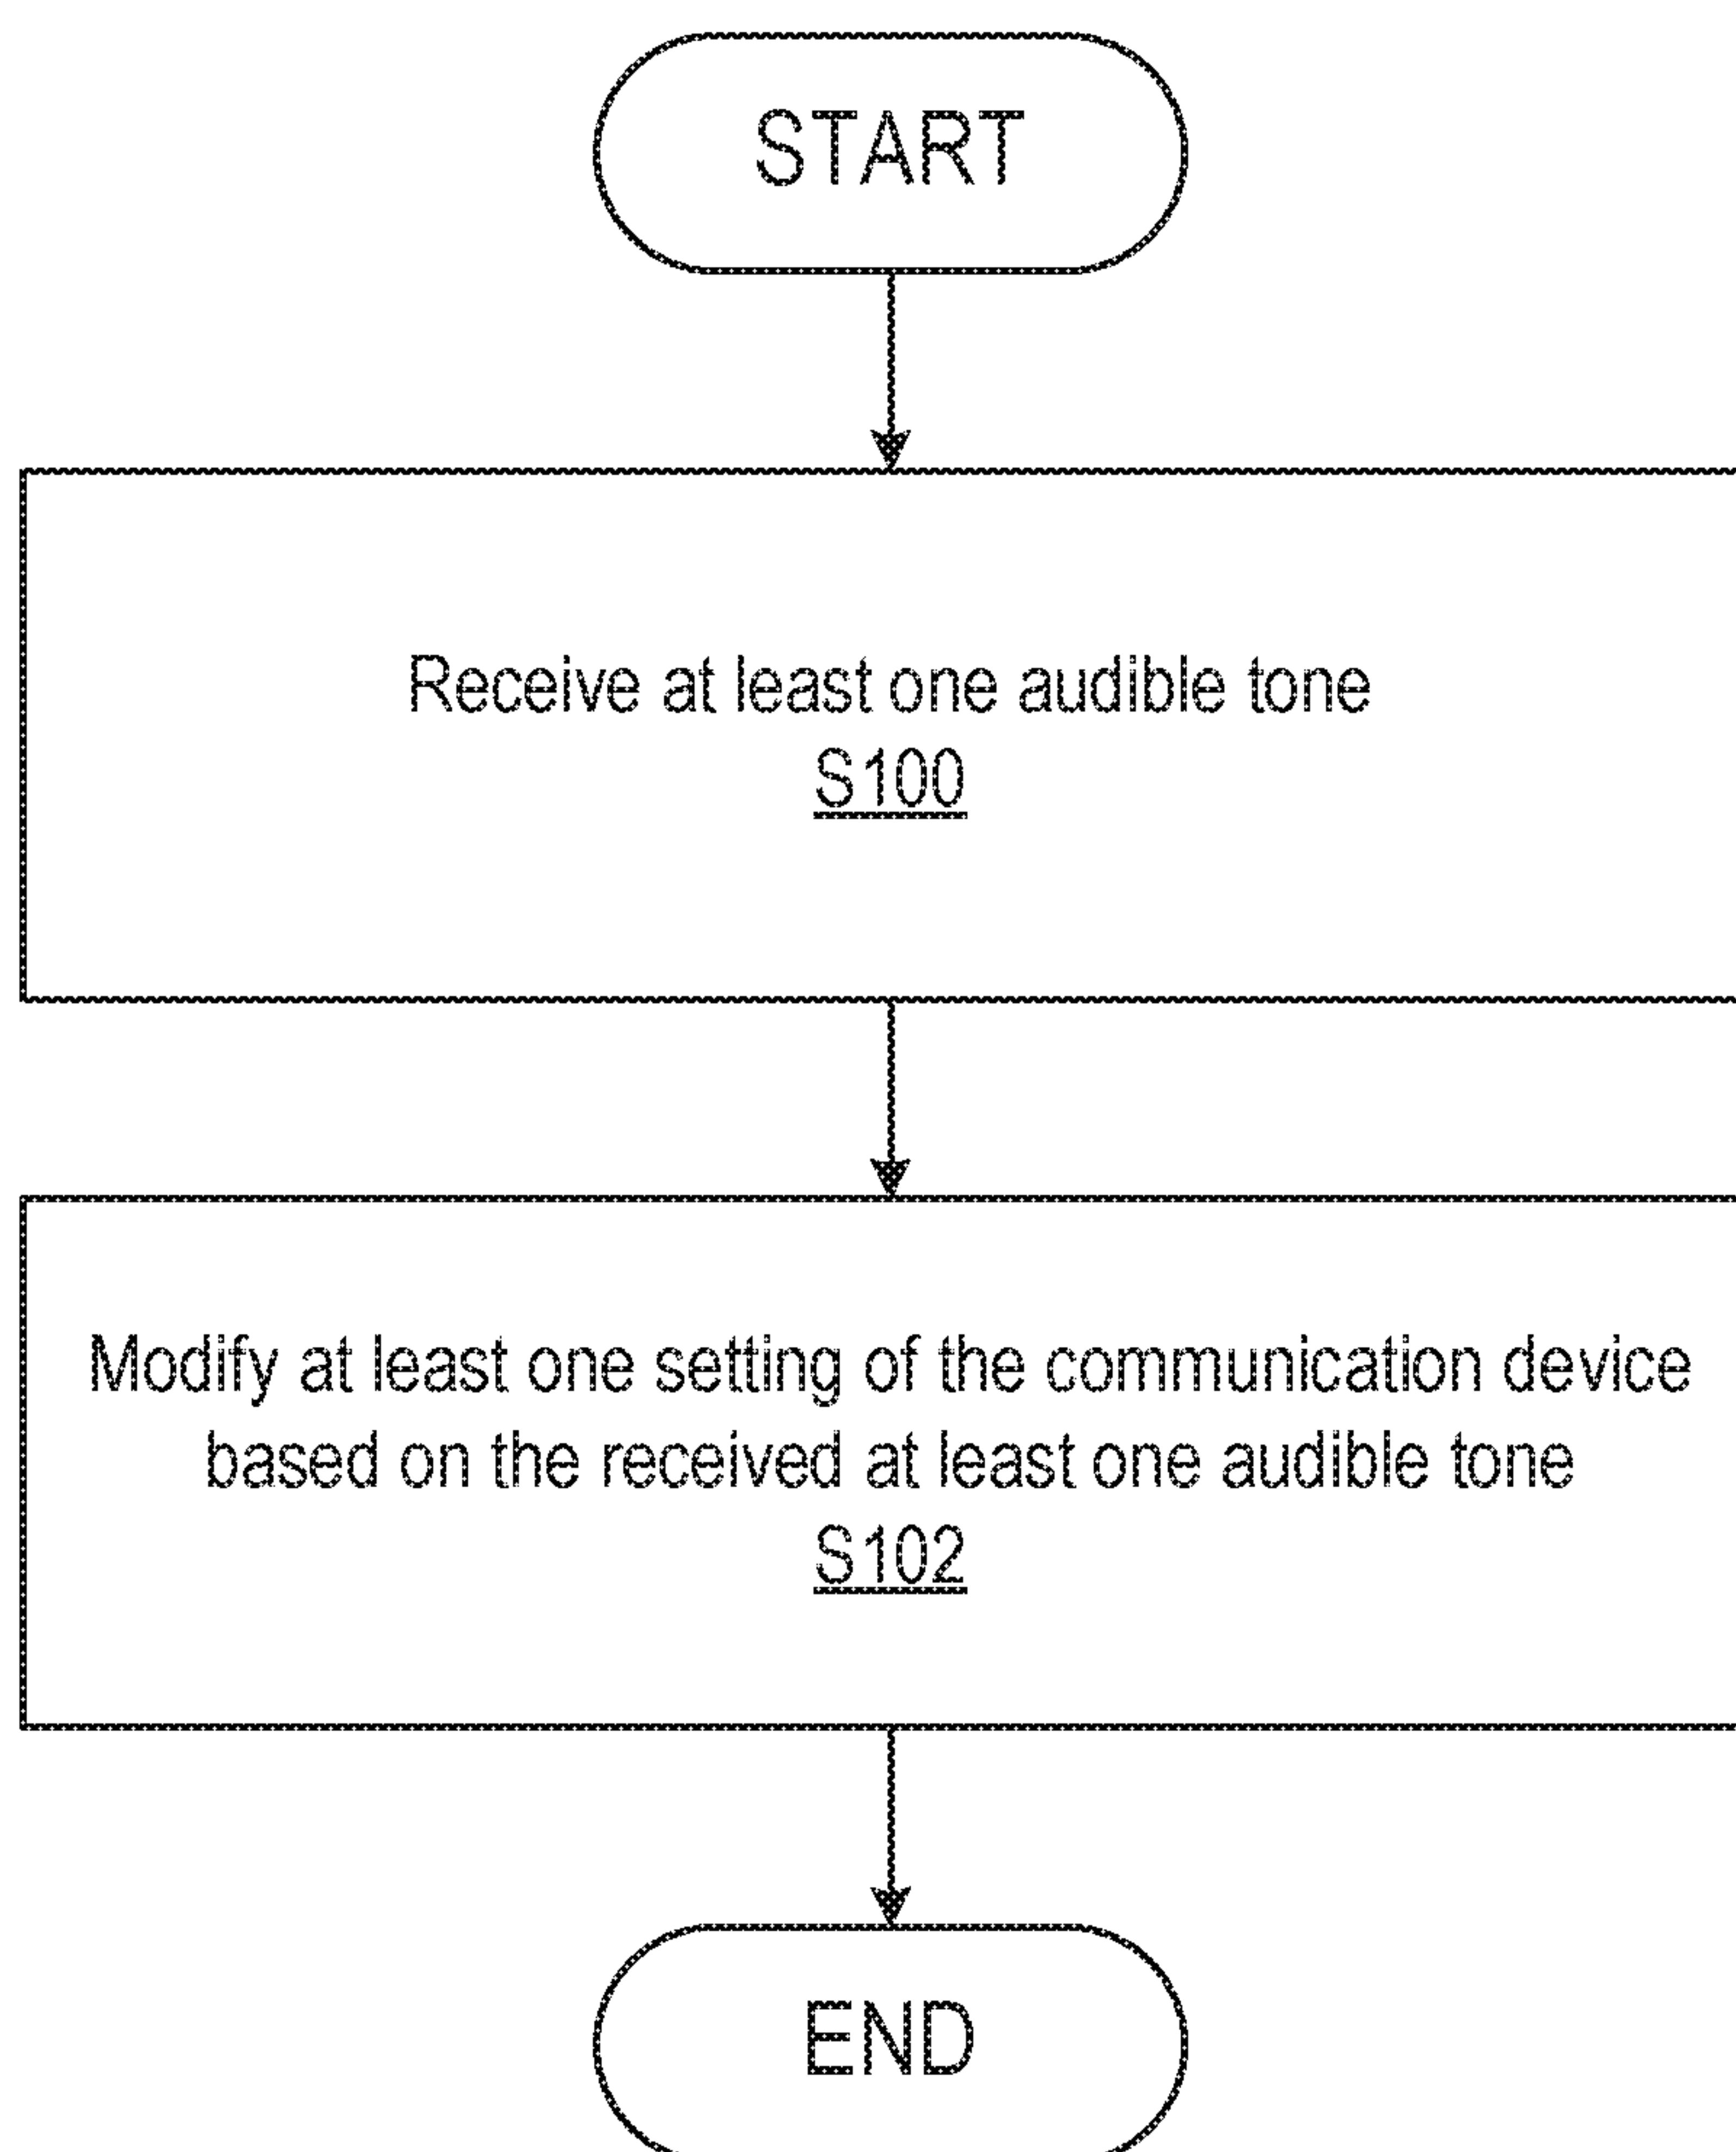 START
Receive at least one audible tone
S100
Modify at least one setting of the communication device
based on the received at least one audible tone
S102
END